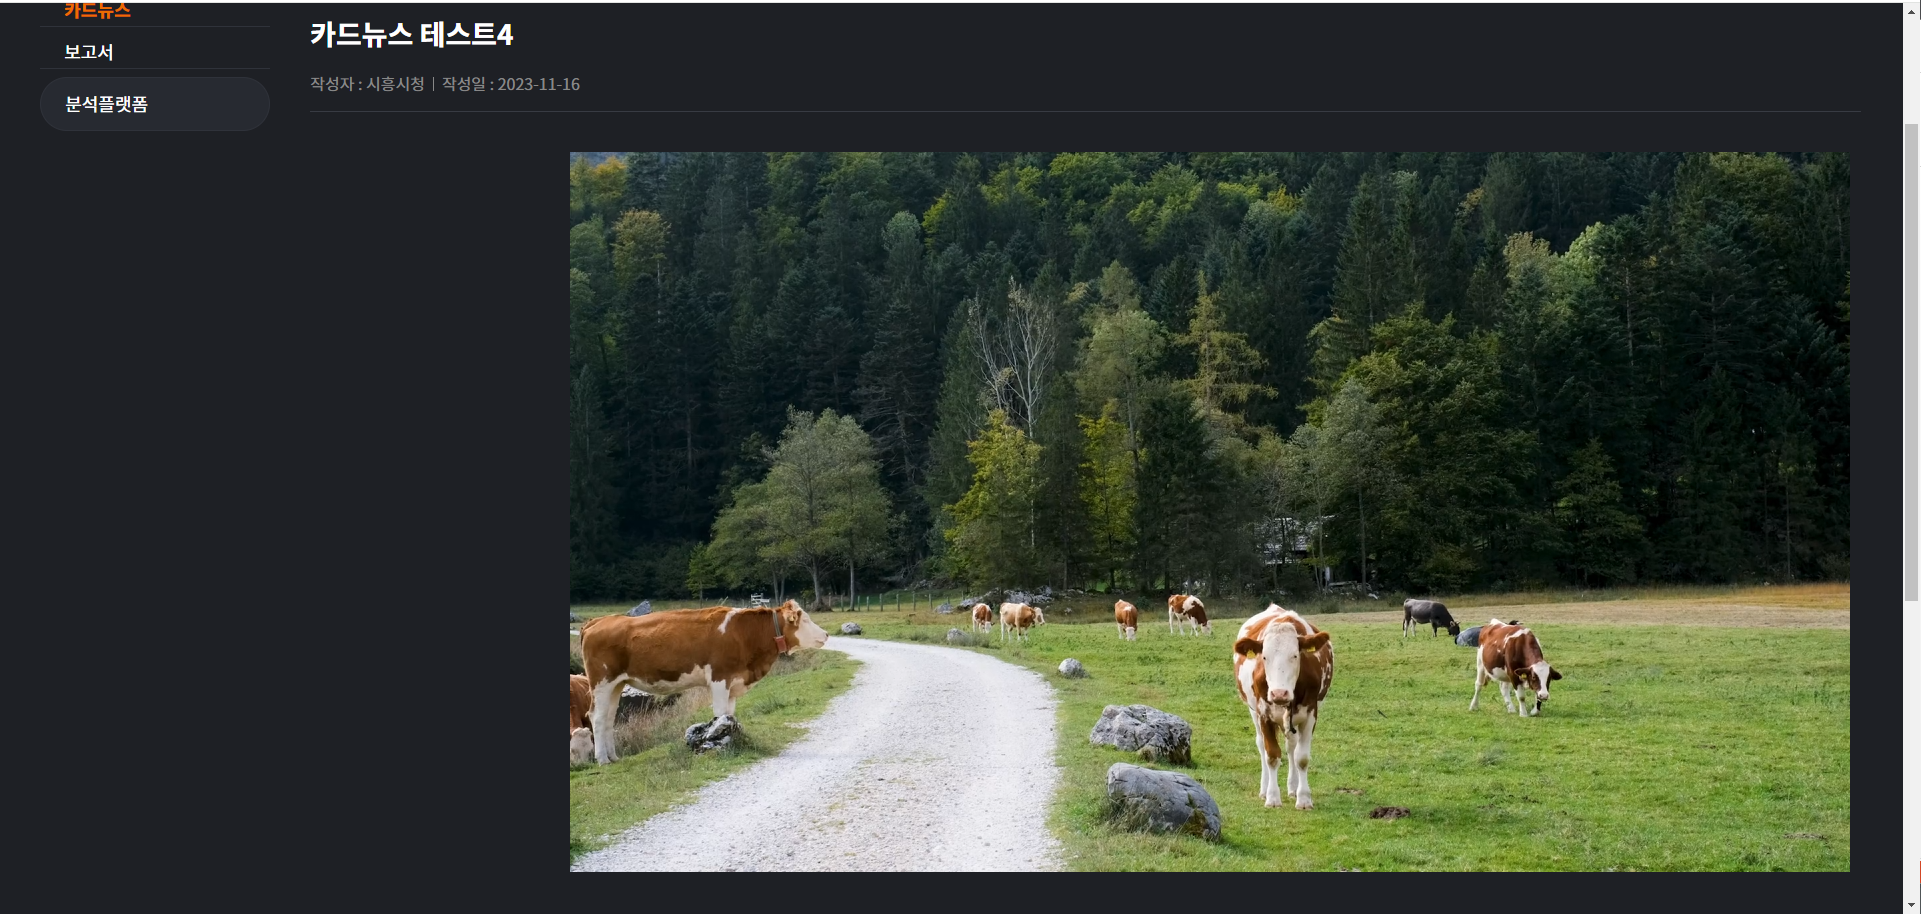 카드뉴스
보고서
분석플랫폼
카드뉴스 테스트4
작성자 : 시흥시청 | 작성일 : 2023-11-16